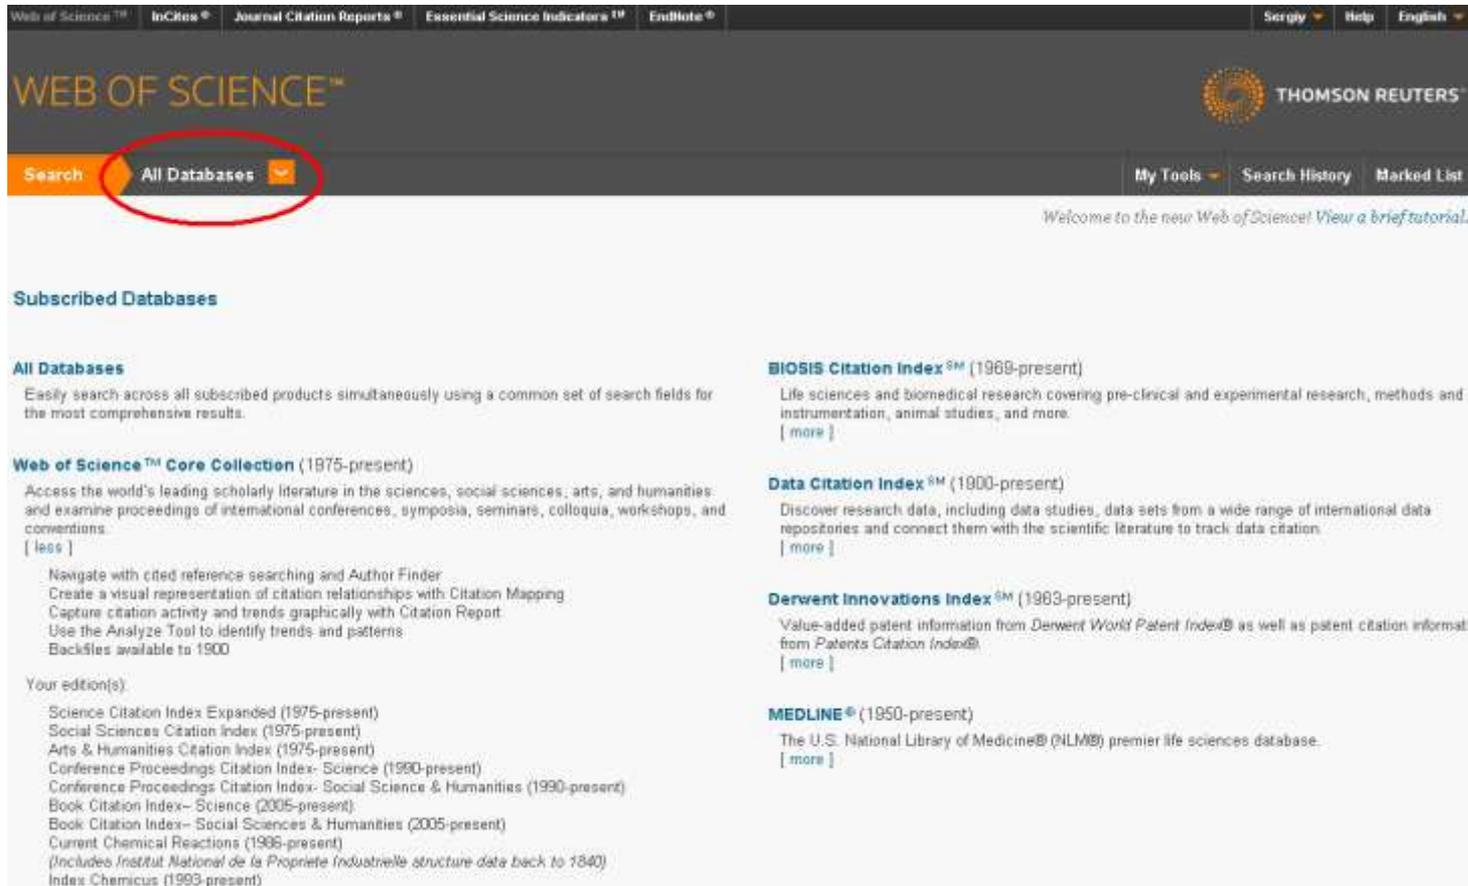 Web of Science ™ InCites ® Journal Citation Reports ® Essential Science Indicators ™ EndNote ® Sergiy Help English
WEB OF SCIENCE™
THOMSON REUTERS™
Search All Databases My Tools Search History Marked List
Welcome to the new Web of Science! View a brief tutorial.
Subscribed Databases
All Databases
Easily search across all subscribed products simultaneously using a common set of search fields for
the most comprehensive results.
Web of Science ™ Core Collection (1975-present)
Access the world's leading scholarly literature in the sciences, social sciences, arts, and humanities
and examine proceedings of international conferences, symposia, seminars, colloquia, workshops, and
conventions.
[ less ]
Navigate with cited reference searching and Author Finder
Create a visual representation of citation relationships with Citation Mapping
Capture citation activity and trends graphically with Citation Report
Use the Analyze Tool to identify trends and patterns
Backfiles available to 1900
Your edition(s):
Science Citation Index Expanded (1975-present)
Social Sciences Citation Index (1975-present)
Arts & Humanities Citation Index (1975-present)
Conference Proceedings Citation Index- Science (1990-present)
Conference Proceedings Citation Index- Social Science & Humanities (1990-present)
Book Citation Index– Science (2005-present)
Book Citation Index– Social Sciences & Humanities (2005-present)
Current Chemical Reactions (1986-present)
(Includes Institut National de la Propriete Industrielle structure data back to 1840)
Index Chemicus (1993-present)
BIOSIS Citation Index ℠ (1969-present)
Life sciences and biomedical research covering pre-clinical and experimental research, methods and
instrumentation, animal studies, and more.
[ more ]
Data Citation Index ℠ (1900-present)
Discover research data, including data studies, data sets from a wide range of international data
repositories and connect them with the scientific literature to track data citation.
[ more ]
Derwent Innovations Index ℠ (1963-present)
Value-added patent information from Derwent World Patent Index® as well as patent citation informat
from Patents Citation Index®.
[ more ]
MEDLINE ® (1950-present)
The U.S. National Library of Medicine® (NLM®) premier life sciences database.
[ more ]